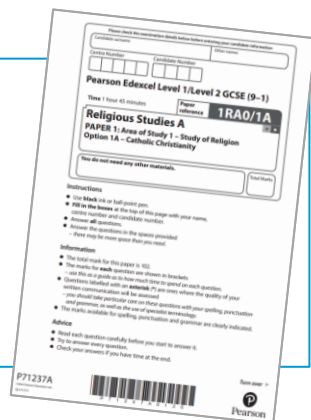 Please check the examination details below before entering your candidate information
Candidate surname
Other names
Centre Number
Candidate Number
Pearson Edexcel Level 1/Level 2 GCSE (9–1)
Time 1 hour 45 minutes
Paper reference
1RA0/1A
Religious Studies A
PAPER 1: Area of Study 1 – Study of Religion
Option 1A – Catholic Christianity
You do not need any other materials.
Total Marks
Instructions
• Use black ink or ball-point pen.
• Fill in the boxes at the top of this page with your name,
centre number and candidate number.
• Answer all questions.
• Answer the questions in the spaces provided
– there may be more space than you need.
Information
• The total mark for this paper is 102.
• The marks for each question are shown in brackets
– use this as a guide as to how much time to spend on each question.
• Questions labelled with an asterisk (*) are ones where the quality of your
written communication will be assessed
– you should take particular care on these questions with your spelling, punctuation
and grammar, as well as the use of specialist terminology.
• The marks available for spelling, punctuation and grammar are clearly indicated.
Advice
• Read each question carefully before you start to answer it.
• Try to answer every question.
• Check your answers if you have time at the end.
Turn over
P71237A
Pearson